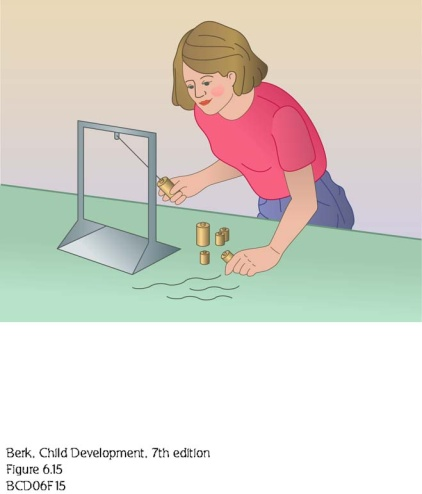 Berk, Child Development, 7th edition
Figure 6.15
BCD06F15